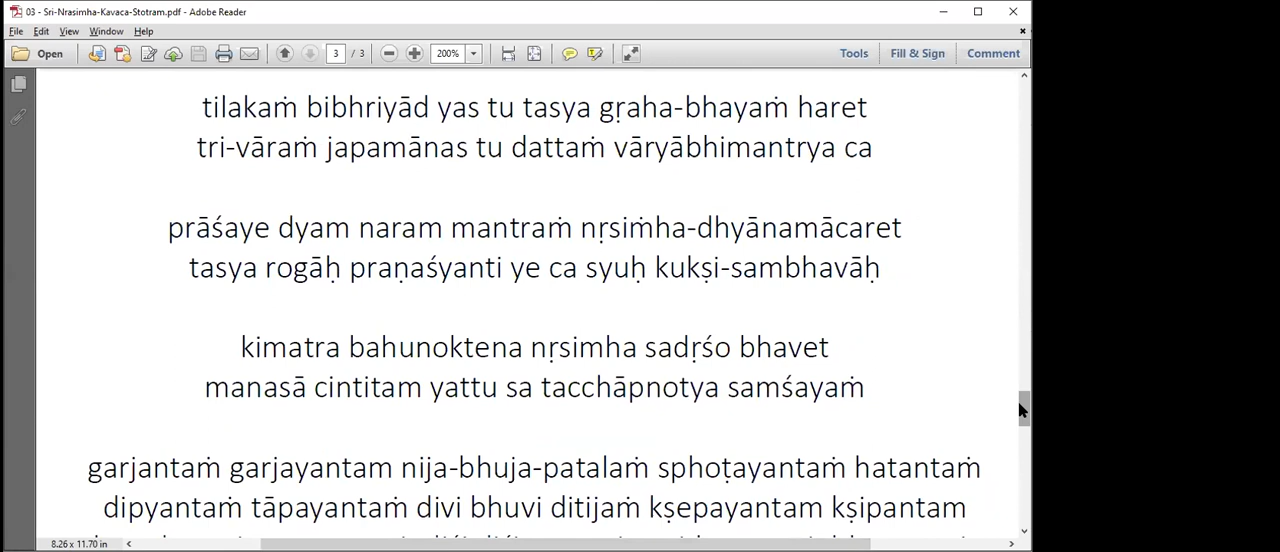 03 - Sri-Nrasimha-Kavaca-Stotram.pdf - Adobe Reader
File Edit View Window Help
Open 3 / 3 200% Tools Fill & Sign Comment
tilakaṁ bibhriyād yas tu tasya gṛaha-bhayaṁ haret
tri-vāraṁ japamānas tu dattaṁ vāryābhimantrya ca
prāśaye dyam naram mantraṁ nṛsiṁha-dhyānamācaret
tasya rogāḥ praṇaśyanti ye ca syuḥ kukṣi-sambhavāḥ
kimatra bahunoktena nṛsimha sadṛśo bhavet
manasā cintitam yattu sa tacchāpnotya samśayaṁ
garjantaṁ garjayantam nija-bhuja-patalaṁ sphoṭayantaṁ hatantaṁ
dipyantaṁ tāpayantaṁ divi bhuvi ditijaṁ kṣepayantam kṣipantam
8.26 x 11.70 in